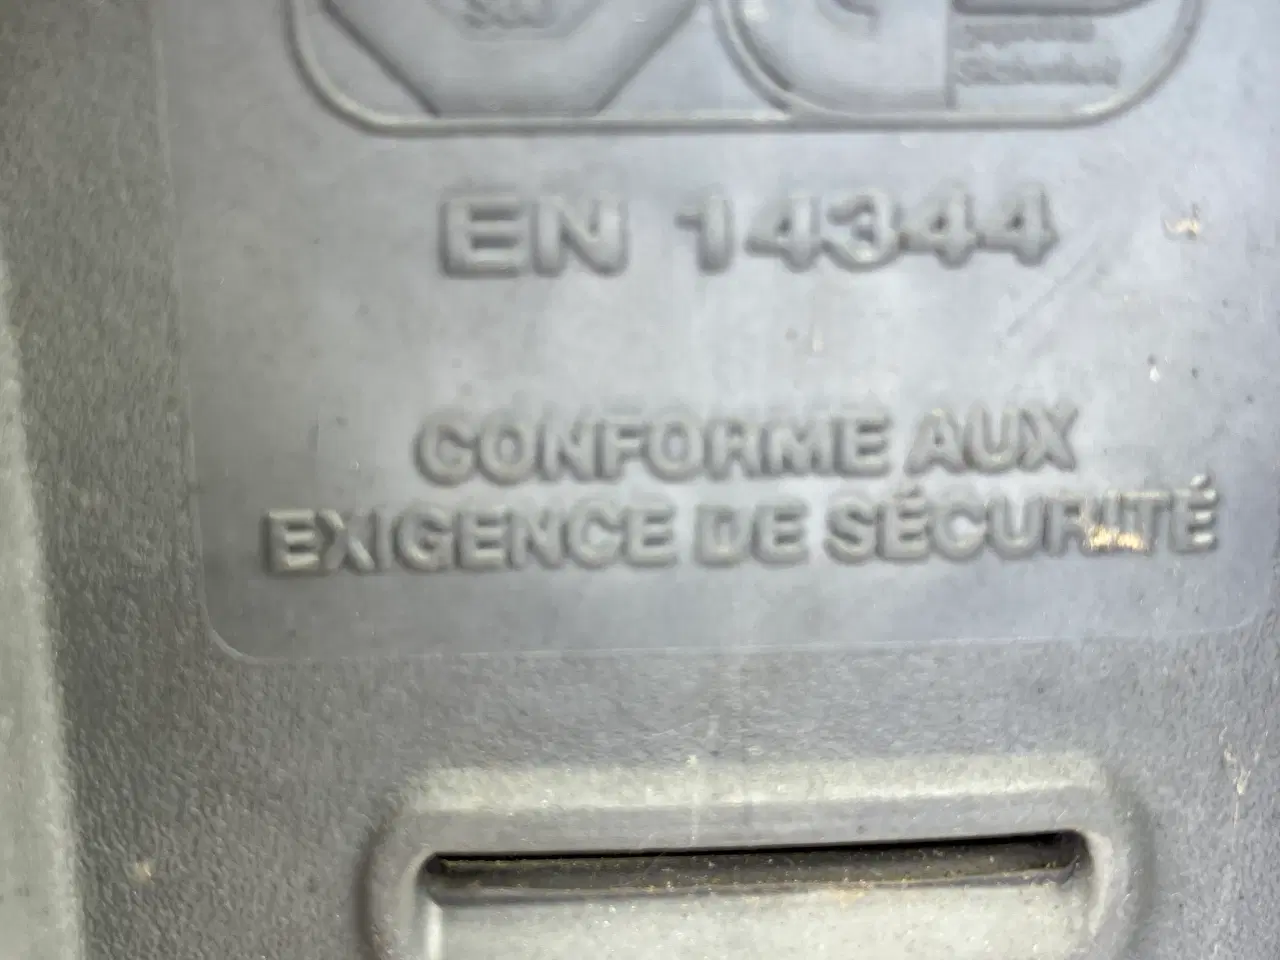 EN 14344
CONFORME AUX
EXIGENCE DE SÉCURITÉ